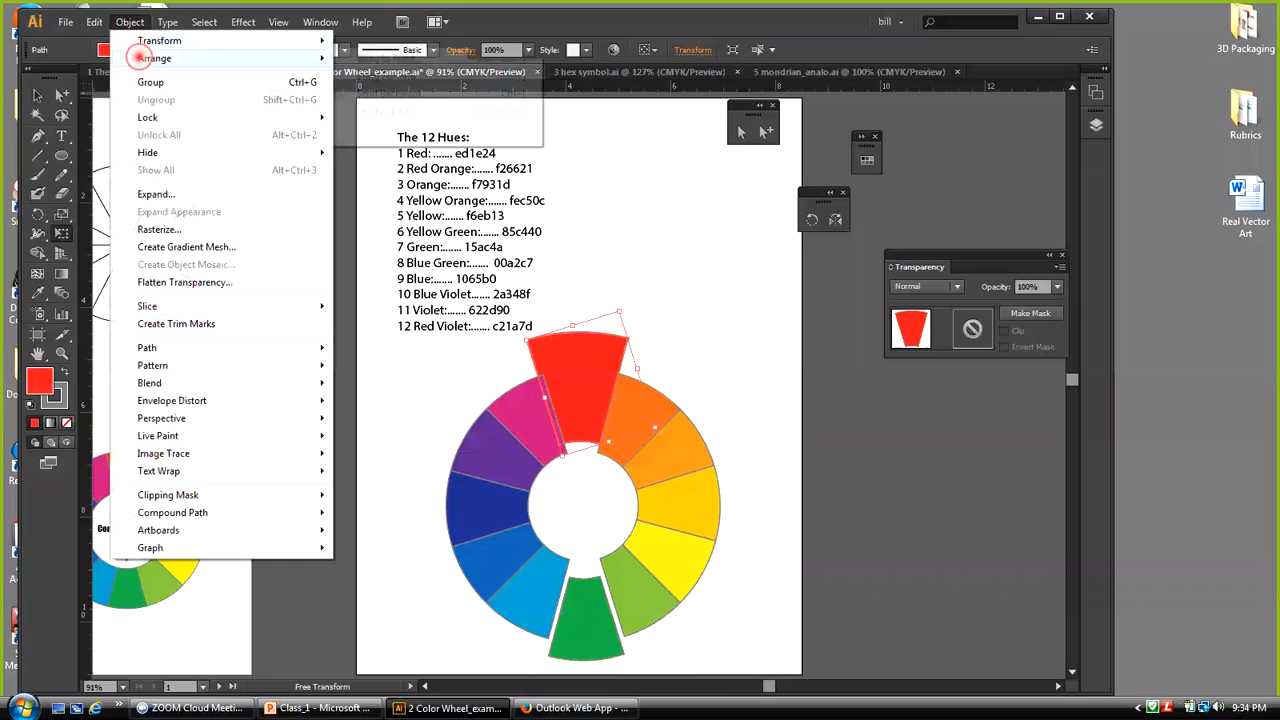 Ai File Edit Object Type Select Effect View Window Help Br bill
Path Basic Opacity: 100% Style: Transform
or Wheel_example.ai* @ 91% (CMYK/Preview) 3 hex symbol.ai @ 127% (CMYK/Preview) 5 mondrian_analo.ai @ 100% (CMYK/Preview)
Transform
Arrange
Group Ctrl+G
Ungroup Shift+Ctrl+G
Lock
Unlock All Alt+Ctrl+2
Hide
Show All Alt+Ctrl+3
Expand...
Expand Appearance
Rasterize...
Create Gradient Mesh...
Create Object Mosaic...
Flatten Transparency...
Slice
Create Trim Marks
Path
Pattern
Blend
Envelope Distort
Perspective
Live Paint
Image Trace
Text Wrap
Clipping Mask
Compound Path
Artboards
Graph
2 4 6 8 10 12
The 12 Hues:
1 Red: ....... ed1e24
2 Red Orange:....... f26621
3 Orange:....... f7931d
4 Yellow Orange:....... fec50c
5 Yellow:....... f6eb13
6 Yellow Green:....... 85c440
7 Green:....... 15ac4a
8 Blue Green:....... 00a2c7
9 Blue:....... 1065b0
10 Blue Violet....... 2a348f
11 Violet:....... 622d90
12 Red Violet:....... c21a7d
Transparency
Normal Opacity: 100%
Make Mask
Clip
Invert Mask
3D Packaging
Rubrics
Real Vector
Art
91% 1 Free Transform
ZOOM Cloud Meeti... Class_1 - Microsoft ... 2 Color Wheel_exam... Outlook Web App - ... 9:34 PM